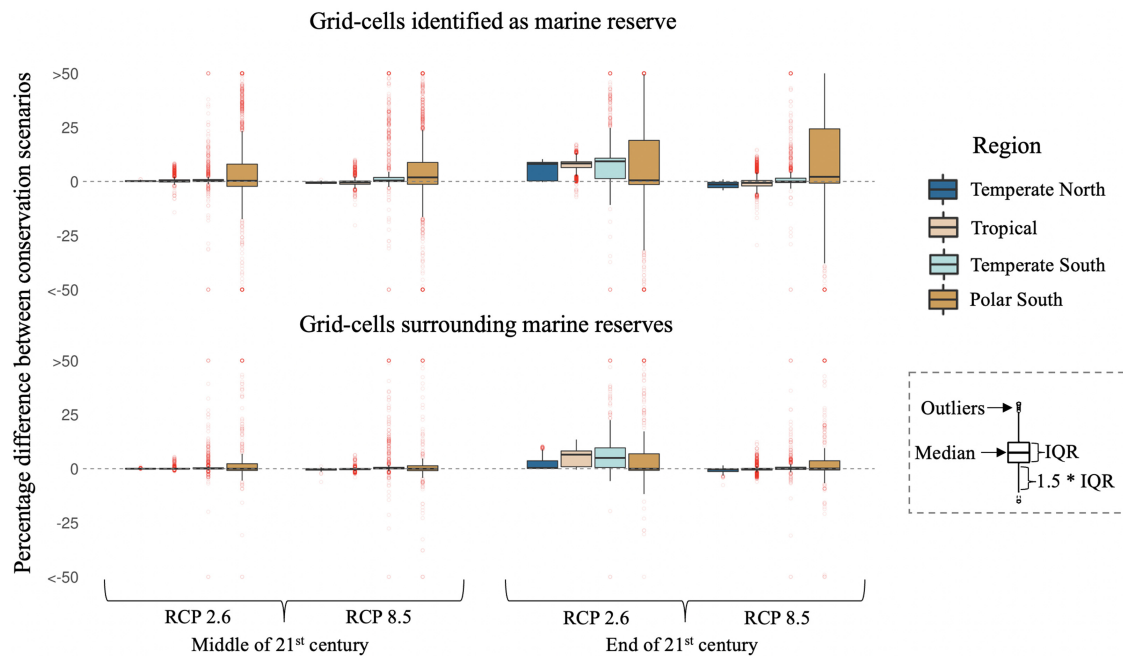 Grid-cells identified as marine reserve
Percentage difference between conservation scenarios
>50
25
0
-25
<-50
Grid-cells surrounding marine reserves
>50
25
0
-25
<-50
RCP 2.6
RCP 8.5
RCP 2.6
RCP 8.5
Middle of 21st century
End of 21st century
Region
Temperate North
Tropical
Temperate South
Polar South
Outliers
Median
IQR
1.5 * IQR